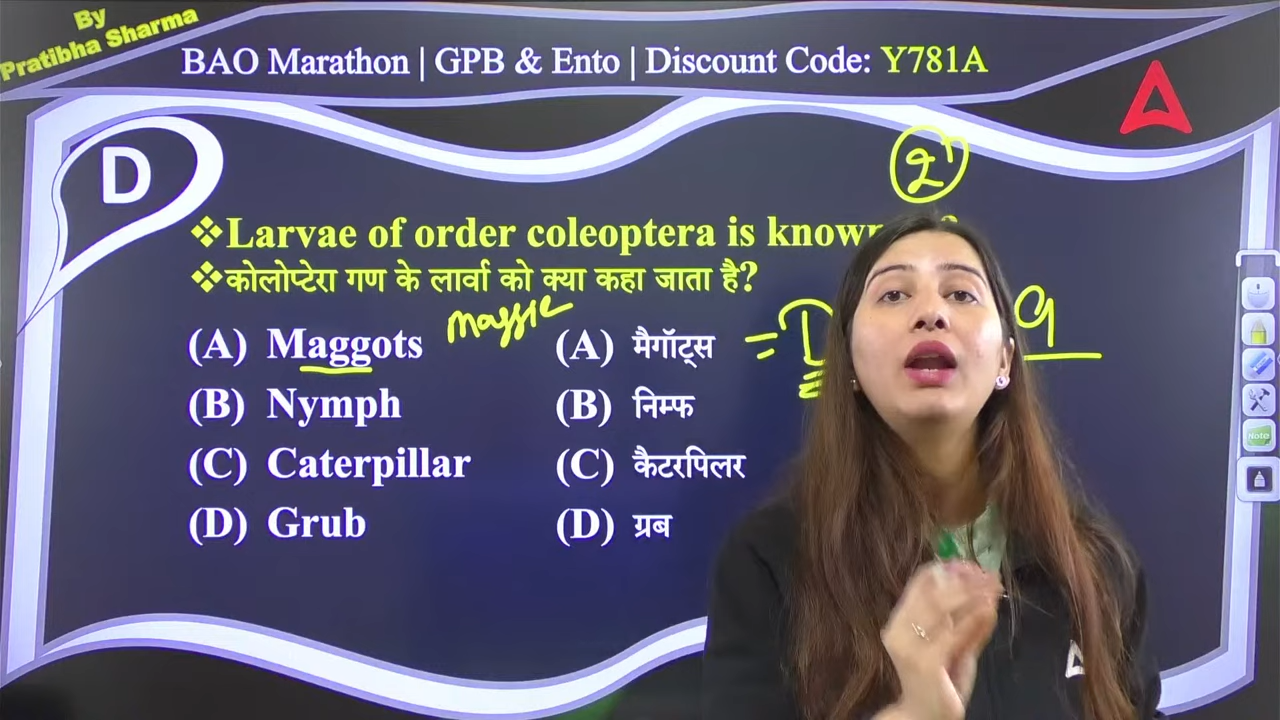 By
Pratibha Sharma
BAO Marathon | GPB & Ento | Discount Code: Y781A
D
2
❖Larvae of order coleoptera is known
❖कोलोप्टेरा गण के लार्वा को क्या कहा जाता है?
(A) Maggots
(A) मैगॉट्स
(B) Nymph
(B) निम्फ
(C) Caterpillar
(C) कैटरपिलर
(D) Grub
(D) ग्रब
Note